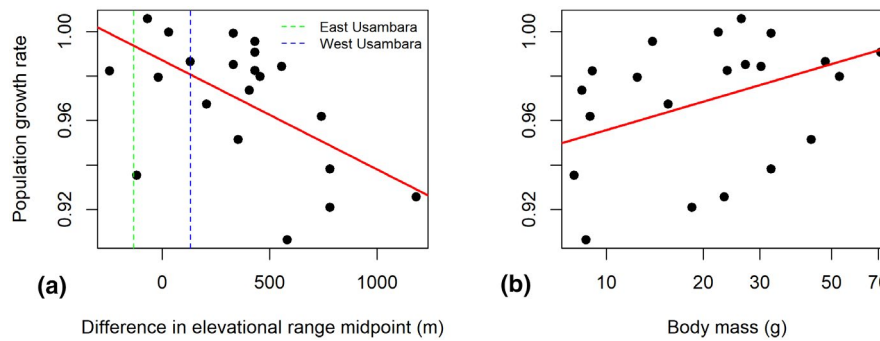 East Usambara
West Usambara
Population growth rate
1.00
0.96
0.92
0
500
1000
(a)
Difference in elevational range midpoint (m)
1.00
0.96
0.92
10
20
30
50
70
(b)
Body mass (g)